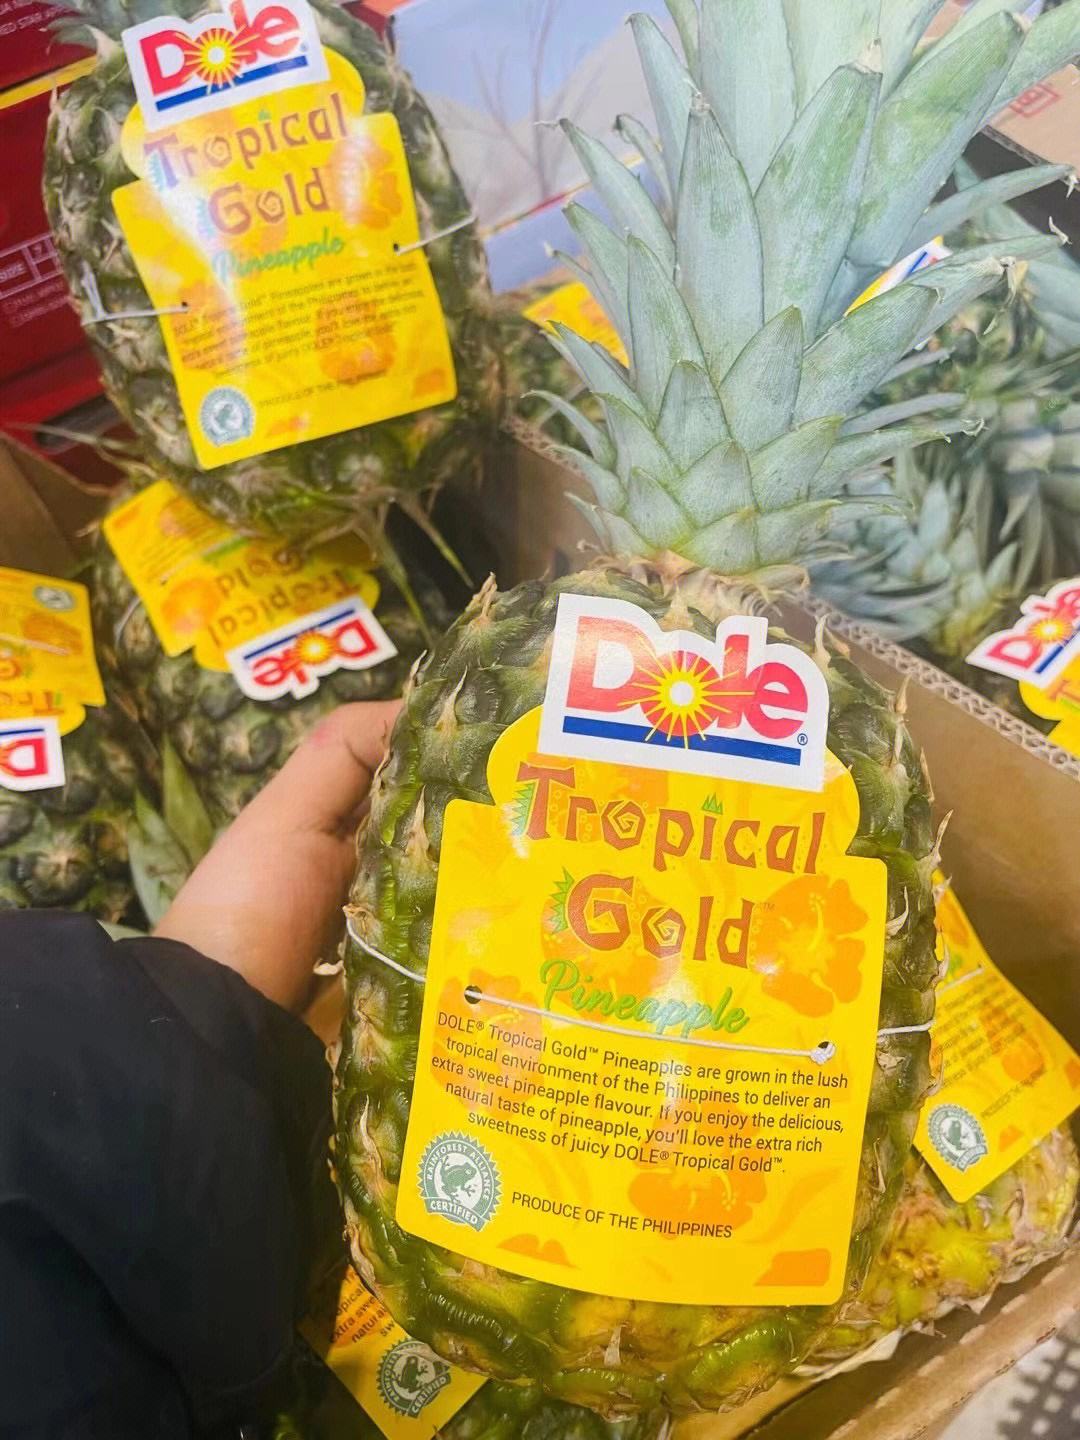 Dole
Tropical
Gold
Pineapple
PRODUCE OF THE PHILIPPINES
Dole
Tropical
Gold
Dole
Dole®
Tropical
Gold™
Pineapple
DOLE® Tropical Gold™ Pineapples are grown in the lush
tropical environment of the Philippines to deliver an
extra sweet pineapple flavour. If you enjoy the delicious,
natural taste of pineapple, you'll love the extra rich
sweetness of juicy DOLE® Tropical Gold™.
RAINFOREST ALLIANCE
CERTIFIED
PRODUCE OF THE PHILIPPINES
CERTIFIED